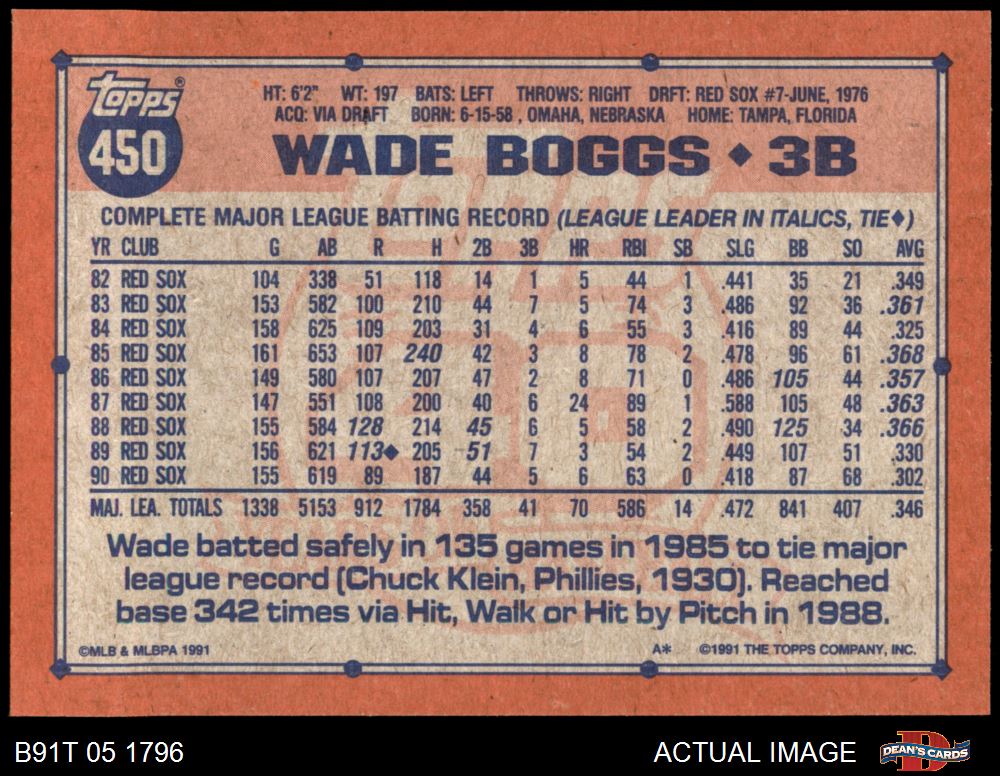 Topps®
450
HT: 6'2" WT: 197 BATS: LEFT THROWS: RIGHT DRFT: RED SOX #7-JUNE, 1976
ACQ: VIA DRAFT BORN: 6-15-58 , OMAHA, NEBRASKA HOME: TAMPA, FLORIDA
WADE BOGGS ♦ 3B
COMPLETE MAJOR LEAGUE BATTING RECORD (LEAGUE LEADER IN ITALICS, TIE♦)
YR CLUB G AB R H 2B 3B HR RBI SB SLG BB SO AVG
82 RED SOX 104 338 51 118 14 1 5 44 1 .441 35 21 .349
83 RED SOX 153 582 100 210 44 7 5 74 3 .486 92 36 .361
84 RED SOX 158 625 109 203 31 4 6 55 3 .416 89 44 .325
85 RED SOX 161 653 107 240 42 3 8 78 2 .478 96 61 .368
86 RED SOX 149 580 107 207 47 2 8 71 0 .486 105 44 .357
87 RED SOX 147 551 108 200 40 6 24 89 1 .588 105 48 .363
88 RED SOX 155 584 128 214 45 6 5 58 2 .490 125 34 .366
89 RED SOX 156 621 113♦ 205 51 7 3 54 2 .449 107 51 .330
90 RED SOX 155 619 89 187 44 5 6 63 0 .418 87 68 .302
MAJ. LEA. TOTALS 1338 5153 912 1784 358 41 70 586 14 .472 841 407 .346
Wade batted safely in 135 games in 1985 to tie major
league record (Chuck Klein, Phillies, 1930). Reached
base 342 times via Hit, Walk or Hit by Pitch in 1988.
©MLB & MLBPA 1991 A* ©1991 THE TOPPS COMPANY, INC.
B91T 05 1796 ACTUAL IMAGE DEAN'S CARDS